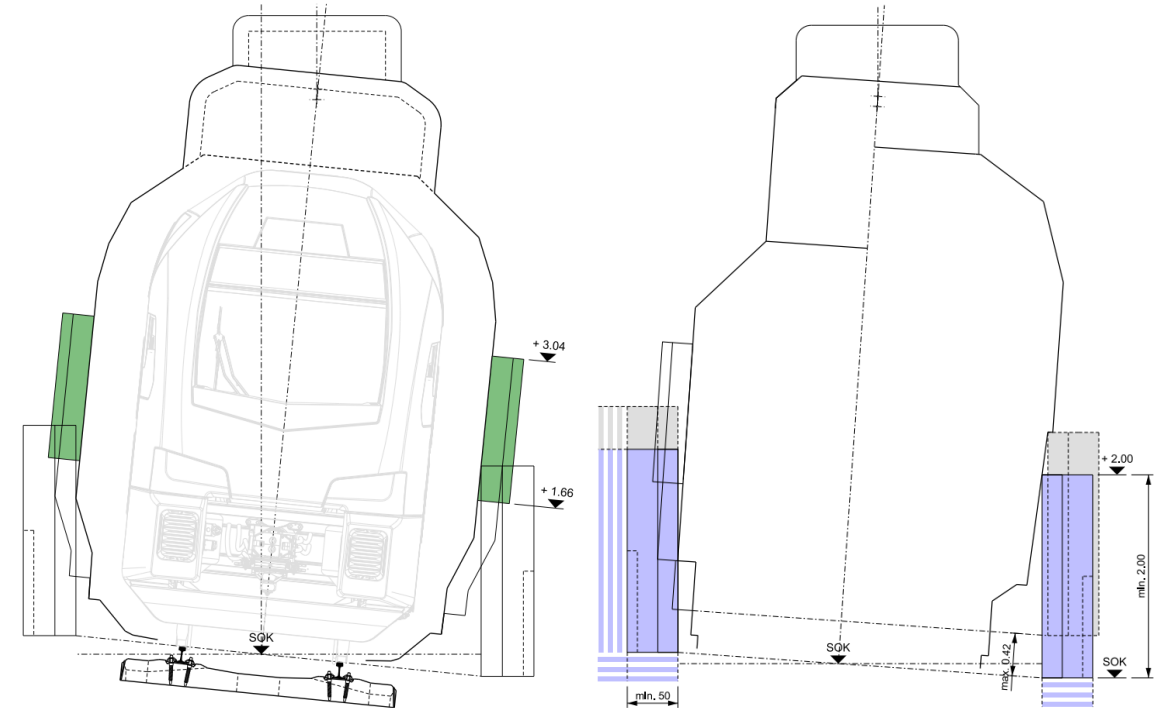 + 3.04
+ 1.66
SOK
+ 2.00
min. 2,00
SOK
max. 0.42
SOK
min. 50